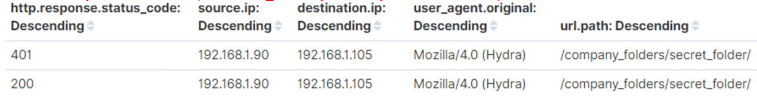 http.response.status_code: source.ip: destination.ip: user_agent.original:
Descending Descending Descending Descending url.path: Descending
401 192.168.1.90 192.168.1.105 Mozilla/4.0 (Hydra) /company_folders/secret_folder/
200 192.168.1.90 192.168.1.105 Mozilla/4.0 (Hydra) /company_folders/secret_folder/